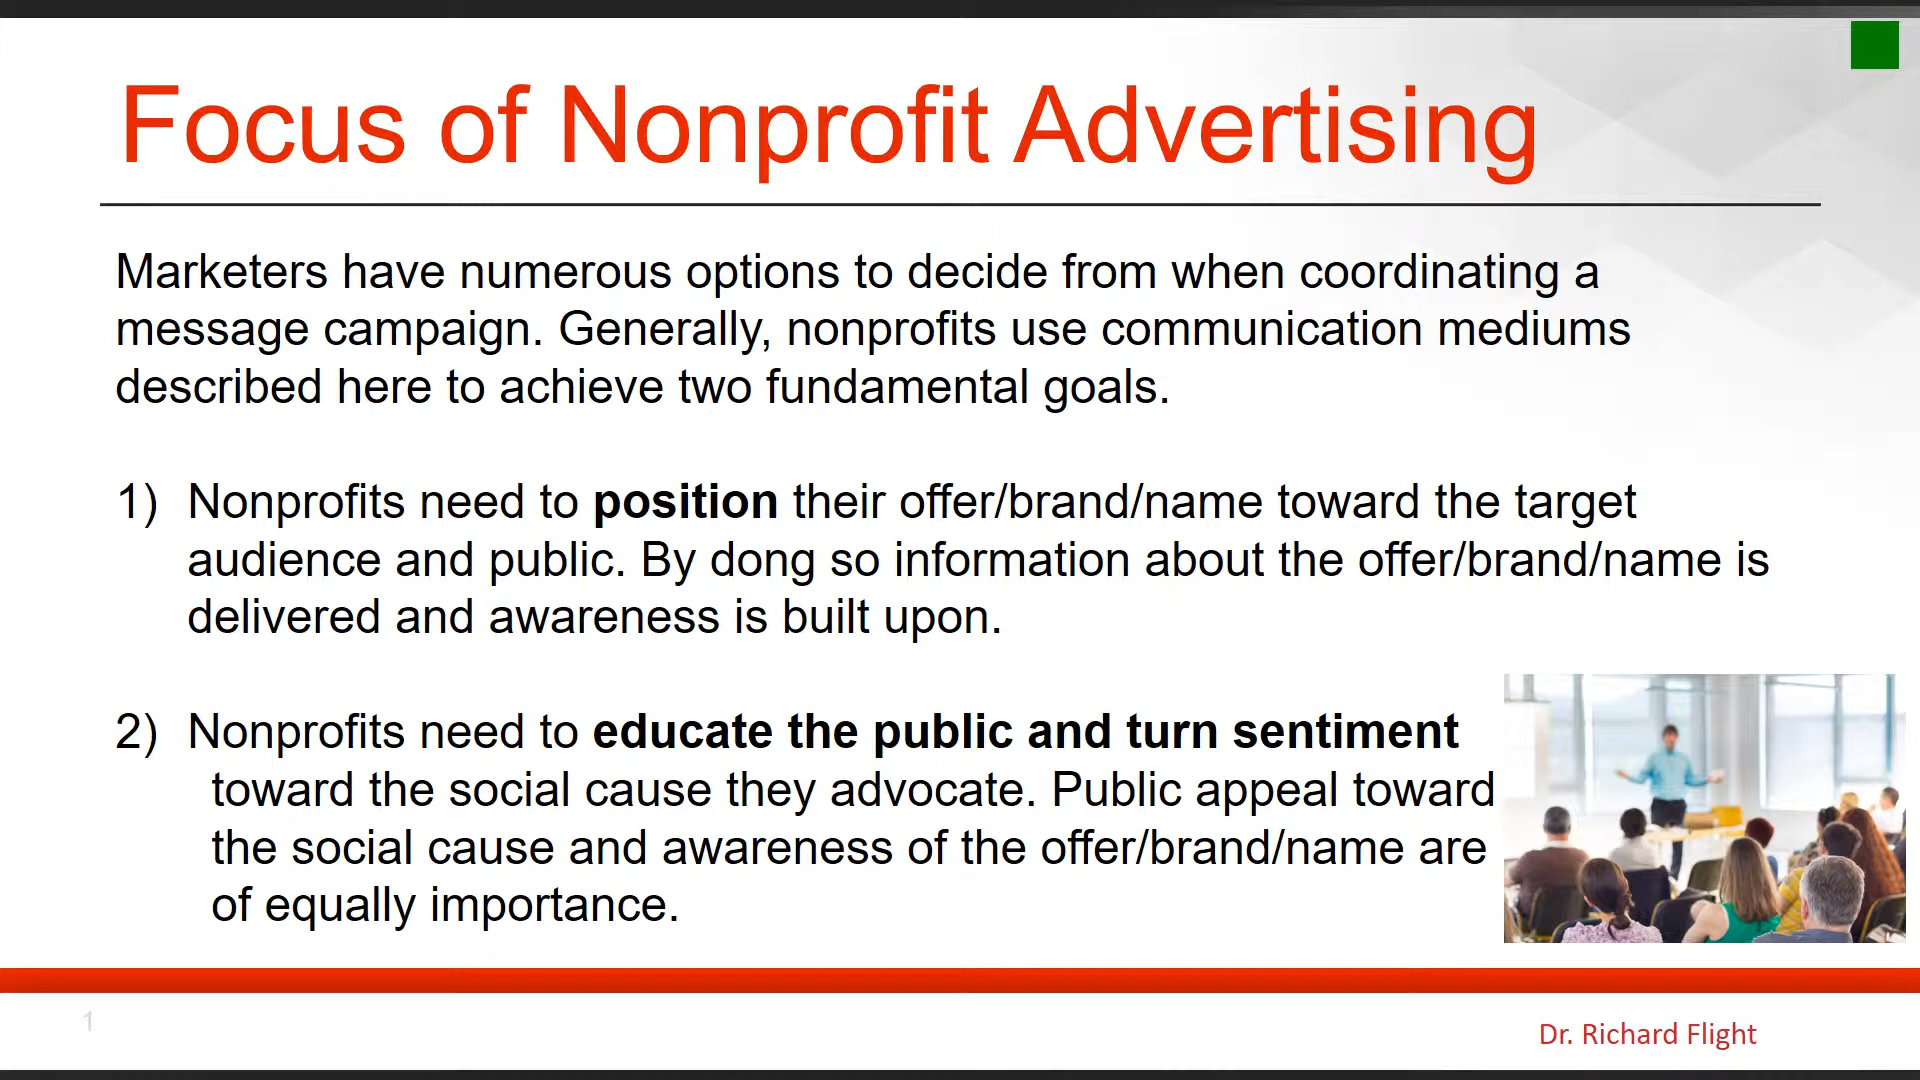 Focus of Nonprofit Advertising
Marketers have numerous options to decide from when coordinating a
message campaign. Generally, nonprofits use communication mediums
described here to achieve two fundamental goals.
1) Nonprofits need to position their offer/brand/name toward the target
audience and public. By dong so information about the offer/brand/name is
delivered and awareness is built upon.
2) Nonprofits need to educate the public and turn sentiment
toward the social cause they advocate. Public appeal toward
the social cause and awareness of the offer/brand/name are
of equally importance.
1
Dr. Richard Flight